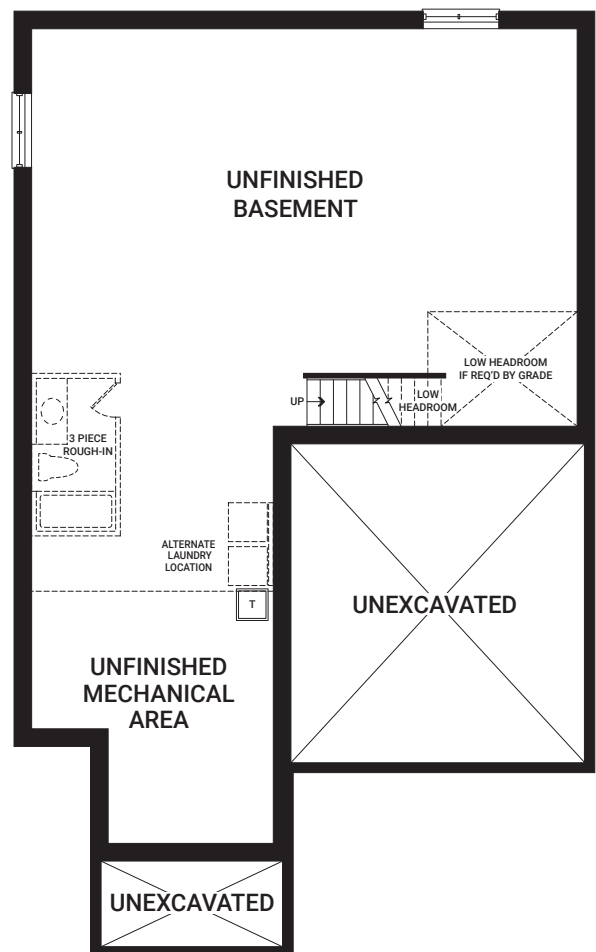 UNFINISHED
BASEMENT
LOW HEADROOM
IF REQ'D BY GRADE
UP
LOW
HEADROOM
3 PIECE
ROUGH-IN
ALTERNATE
LAUNDRY
LOCATION
T
UNEXCAVATED
UNFINISHED
MECHANICAL
AREA
UNEXCAVATED